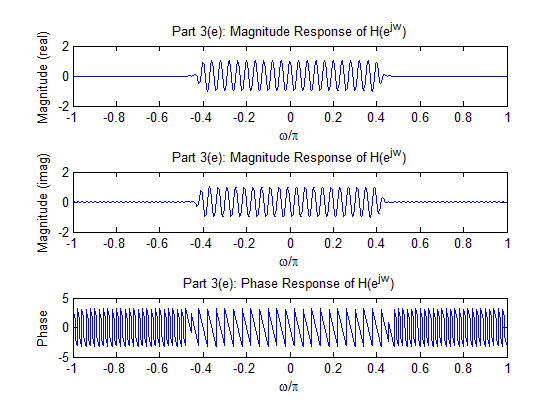 Part 3(e): Magnitude Response of H(e^jw)
Magnitude (real)
2
0
-2
-1 -0.8 -0.6 -0.4 -0.2 0 0.2 0.4 0.6 0.8 1
ω/π
Part 3(e): Magnitude Response of H(e^jw)
Magnitude (imag)
2
0
-2
-1 -0.8 -0.6 -0.4 -0.2 0 0.2 0.4 0.6 0.8 1
ω/π
Part 3(e): Phase Response of H(e^jw)
Phase
5
0
-5
-1 -0.8 -0.6 -0.4 -0.2 0 0.2 0.4 0.6 0.8 1
ω/π